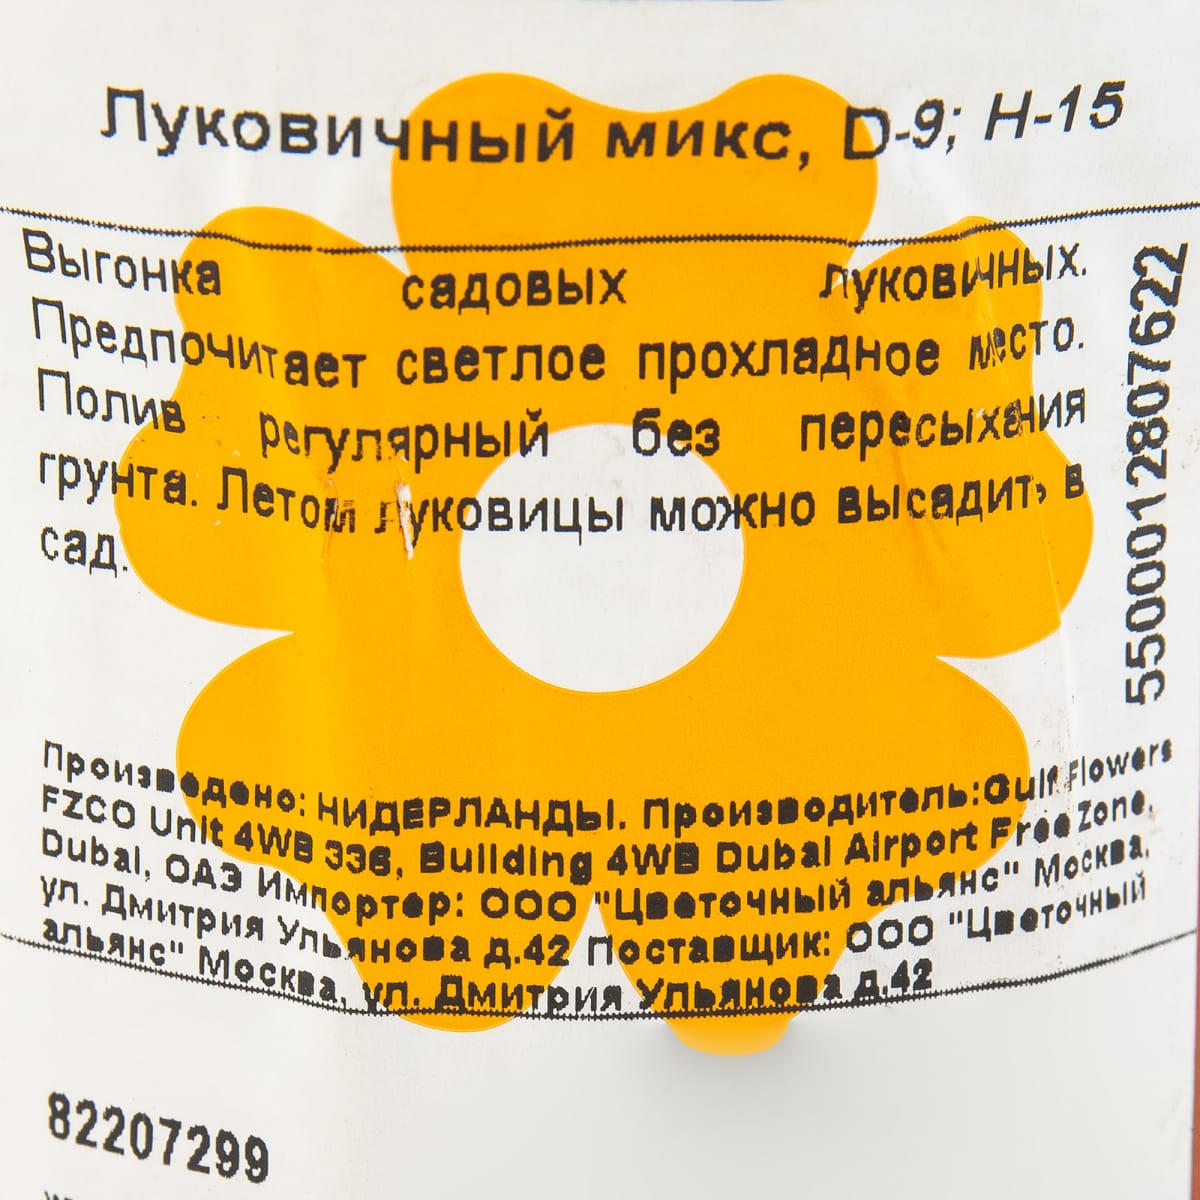 Луковичный микс, D-9; H-15
Выгонка садовых луковичных.
Предпочитает светлое прохладное место.
Полив регулярный без пересыхания
грунта. Летом луковицы можно высадить в
сад.
5500012807622
Произведено: НИДЕРЛАНДЫ. Производитель:Gulf Flowers
FZCO Unit 4WB 336, Building 4WB Dubai Airport Free Zone,
Dubai, ОАЭ Импортер: ООО "Цветочный альянс" Москва,
ул. Дмитрия Ульянова д.42 Поставщик: ООО "Цветочный
альянс" Москва, ул. Дмитрия Ульянова д.42
82207299